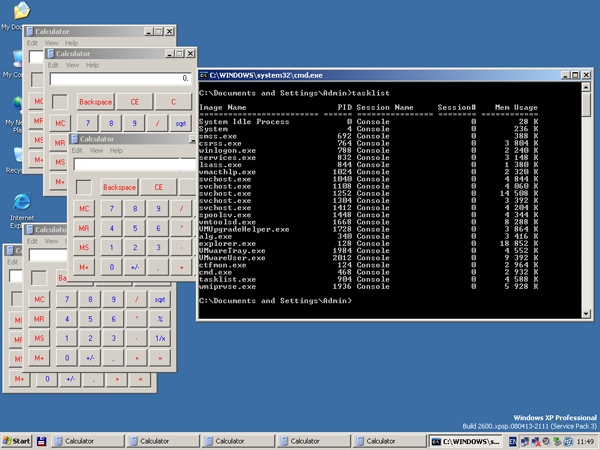 My Docu
My Co
My Ne
Pla
Recy
Internet
Exp
Calculator
Edit View Help
Calculator
Edit View Help
0,
Backspace CE C
MC 7 8 9 / sqrt
MR
MS
M+
Calculator
Edit View Help
Backspace CE
MC 7 8 9 /
MR 4 5 6 *
MS 1 2 3 -
M+ 0 +/- , +
Calculator
Edit
Backs
MC 7 8 9 / sqrt
MR 4 5 6 * %
MS 1 2 3 - 1/x
M+ 0 +/- , + =
M+ 0 +/- , + =
C:\WINDOWS\system32\cmd.exe
C:\Documents and Settings\Admin>tasklist
Image Name PID Session Name Session# Mem Usage
System Idle Process 0 Console 0 28 K
System 4 Console 0 236 K
smss.exe 692 Console 0 388 K
csrss.exe 764 Console 0 3 804 K
winlogon.exe 788 Console 0 2 240 K
services.exe 832 Console 0 3 148 K
lsass.exe 844 Console 0 1 380 K
vmacthlp.exe 1024 Console 0 2 320 K
svchost.exe 1040 Console 0 4 844 K
svchost.exe 1108 Console 0 4 060 K
svchost.exe 1252 Console 0 14 508 K
svchost.exe 1304 Console 0 3 392 K
svchost.exe 1412 Console 0 4 204 K
spoolsv.exe 1448 Console 0 4 344 K
vmtoolsd.exe 1668 Console 0 8 288 K
VMUpgradeHelper.exe 1728 Console 0 3 864 K
alg.exe 340 Console 0 3 416 K
explorer.exe 128 Console 0 18 852 K
VMwareTray.exe 1984 Console 0 4 552 K
VMwareUser.exe 2012 Console 0 9 392 K
ctfmon.exe 124 Console 0 2 964 K
cmd.exe 468 Console 0 2 932 K
tasklist.exe 904 Console 0 4 588 K
wmiprvse.exe 1936 Console 0 5 928 K
C:\Documents and Settings\Admin>
Windows XP Professional
Build 2600.xpsp.080413-2111 (Service Pack 3)
Start Calculator Calculator Calculator Calculator Calculator C:\WINDOWS\s... EN 11:49